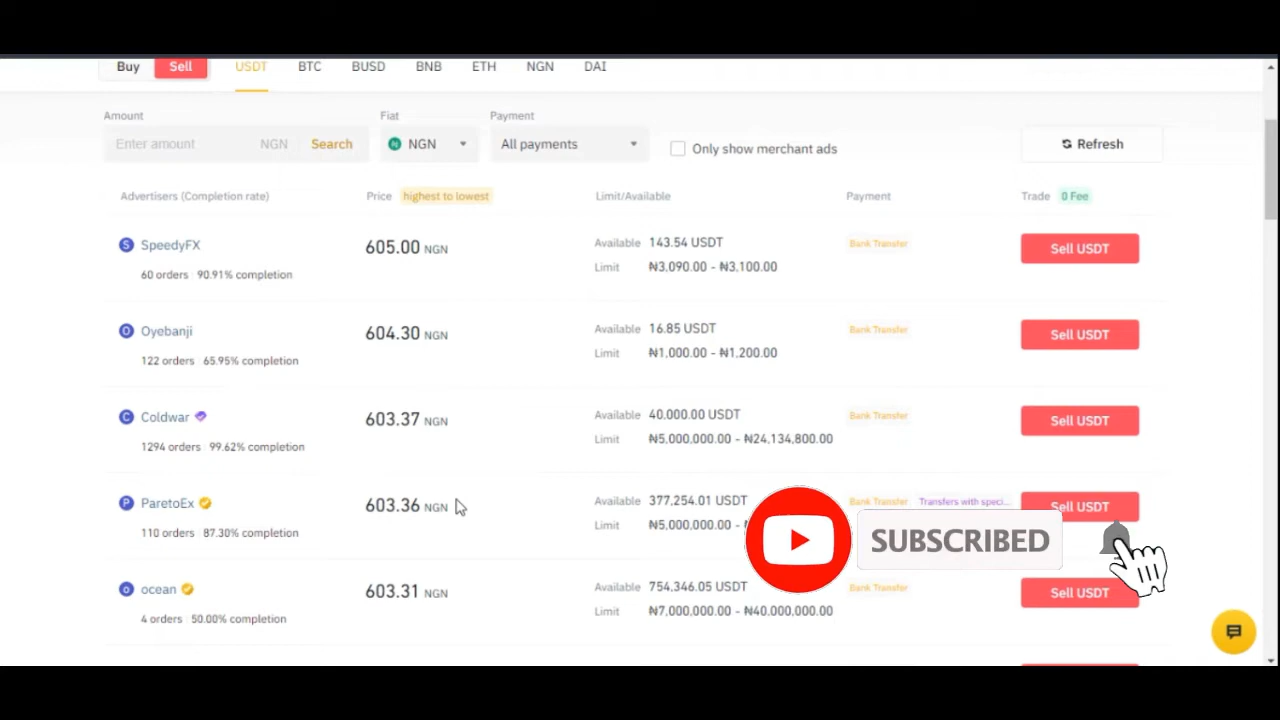 Buy Sell USDT BTC BUSD BNB ETH NGN DAI
Amount Fiat Payment
Enter amount NGN Search NGN All payments Only show merchant ads Refresh
Advertisers (Completion rate) Price highest to lowest Limit/Available Payment Trade 0 Fee
S SpeedyFX 605.00 NGN Available 143.54 USDT Bank Transfer Sell USDT
60 orders 90.91% completion Limit ₦3,090.00 - ₦3,100.00
O Oyebanji 604.30 NGN Available 16.85 USDT Bank Transfer Sell USDT
122 orders 65.95% completion Limit ₦1,000.00 - ₦1,200.00
C Coldwar 603.37 NGN Available 40,000.00 USDT Bank Transfer Sell USDT
1294 orders 99.62% completion Limit ₦5,000,000.00 - ₦24,134,800.00
P ParetoEx 603.36 NGN Available 377,254.01 USDT Bank Transfer Transfers with speci... Sell USDT
110 orders 87.30% completion Limit ₦5,000,000.00 -
SUBSCRIBED
o ocean 603.31 NGN Available 754,346.05 USDT Bank Transfer Sell USDT
4 orders 50.00% completion Limit ₦7,000,000.00 - ₦40,000,000.00